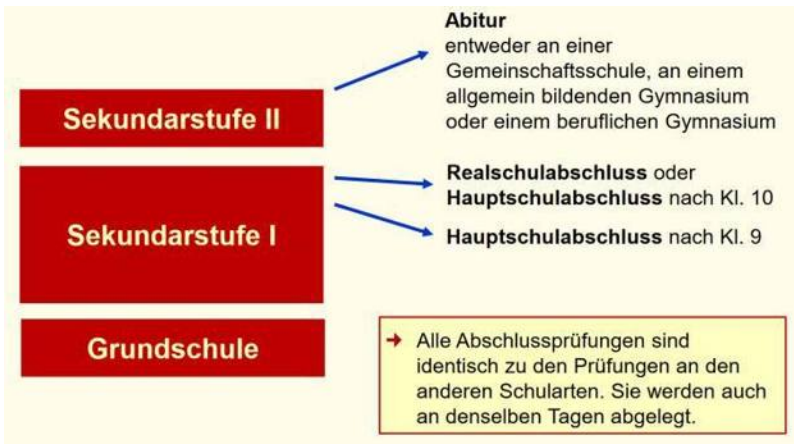 Abitur
entweder an einer
Gemeinschaftsschule, an einem
allgemein bildenden Gymnasium
oder einem beruflichen Gymnasium
Sekundarstufe II
Realschulabschluss oder
Hauptschulabschluss nach Kl. 10
Sekundarstufe I
Hauptschulabschluss nach Kl. 9
Grundschule
Alle Abschlussprüfungen sind
identisch zu den Prüfungen an den
anderen Schularten. Sie werden auch
an denselben Tagen abgelegt.